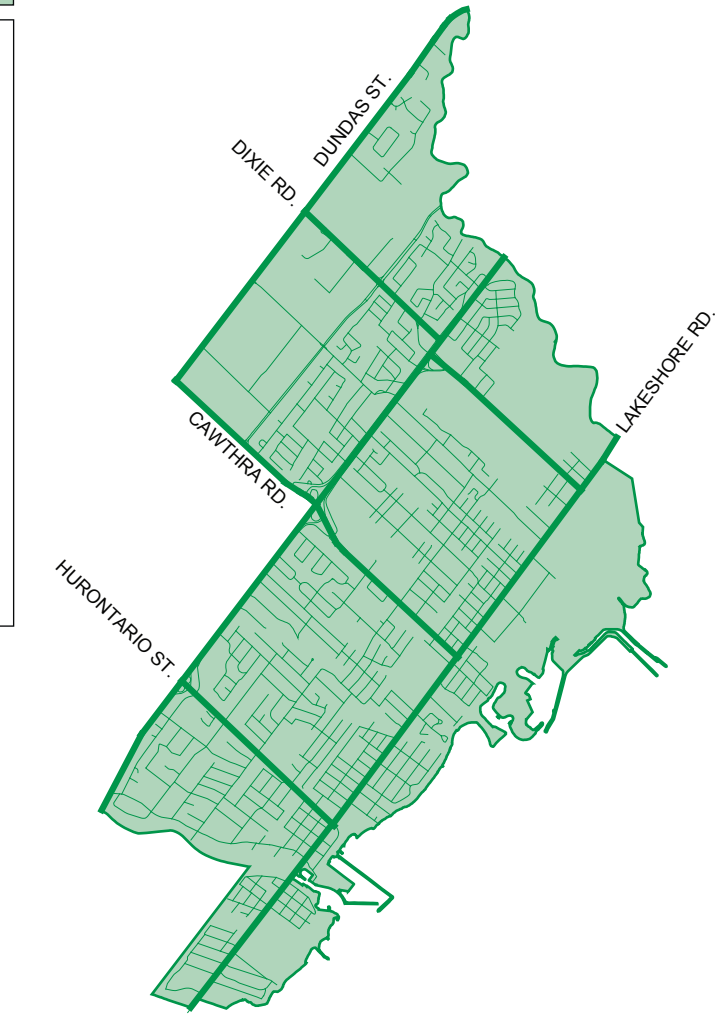 DUNDAS ST.
DIXIE RD.
LAKESHORE RD.
CAWTHRA RD.
HURONTARIO ST.